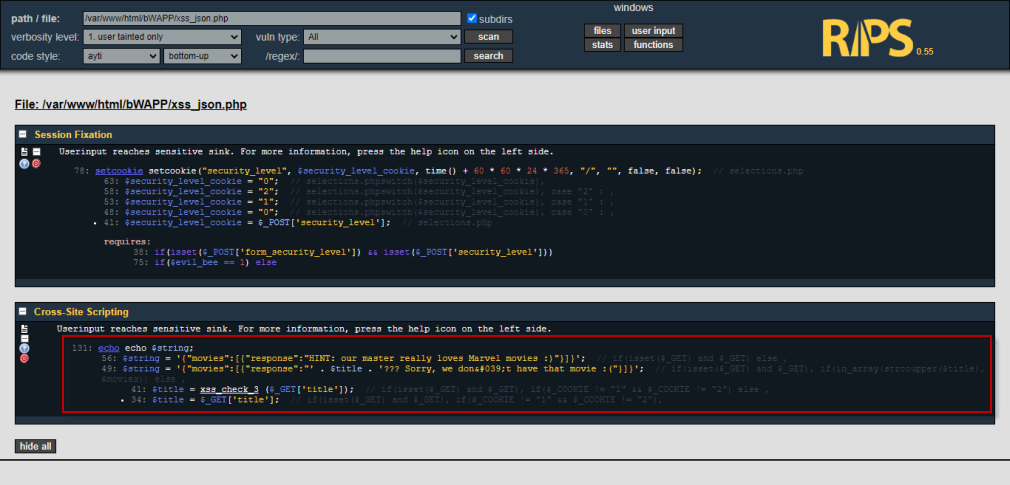 windows
path / file: /var/www/html/bWAPP/xss_json.php subdirs
verbosity level: 1. user tainted only vuln type: All scan files user input
stats functions
code style: ayti bottom-up /regex/: search
RIPS 0.55
File: /var/www/html/bWAPP/xss_json.php
Session Fixation
Userinput reaches sensitive sink. For more information, press the help icon on the left side.
78: setcookie setcookie("security_level", $security_level_cookie, time() + 60 * 60 * 24 * 365, "/", "", false, false); // selections.php
63: $security_level_cookie = "0"; // selections.phpswitch($security_level_cookie),
58: $security_level_cookie = "2"; // selections.phpswitch($security_level_cookie), case "2" : ,
53: $security_level_cookie = "1"; // selections.phpswitch($security_level_cookie), case "1" : ,
48: $security_level_cookie = "0"; // selections.phpswitch($security_level_cookie), case "0" : ,
• 41: $security_level_cookie = $_POST['security_level']; // selections.php
requires:
38: if(isset($_POST['form_security_level']) && isset($_POST['security_level']))
75: if($evil_bee == 1) else
Cross-Site Scripting
Userinput reaches sensitive sink. For more information, press the help icon on the left side.
131: echo echo $string;
56: $string = '{"movies":[{"response":"HINT: our master really loves Marvel movies :)"}]}'; // if(isset($_GET) and $_GET) else ,
49: $string = '{"movies":[{"response":"' . $title . '??? Sorry, we don&#039;t have that movie :("}]}'; // if(isset($_GET) and $_GET), if(in_array(strtoupper($title),
$movies)) else ,
41: $title = xss_check_3 ($_GET['title']); // if(isset($_GET) and $_GET), if($_COOKIE != "1" && $_COOKIE != "2") else ,
• 34: $title = $_GET['title']; // if(isset($_GET) and $_GET), if($_COOKIE != "1" && $_COOKIE != "2"),
hide all